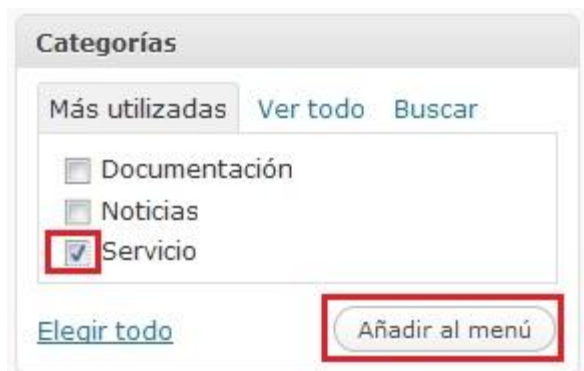 Categorías
Más utilizadas Ver todo Buscar
Documentación
Noticias
Servicio
Elegir todo Añadir al menú